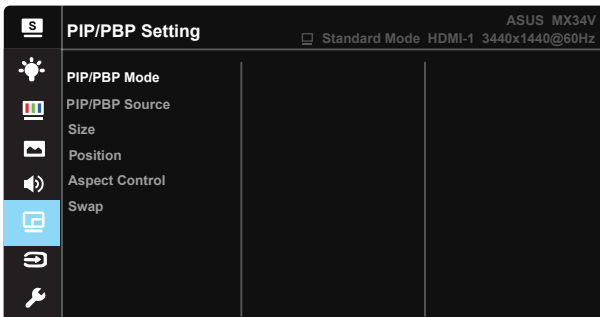 S
PIP/PBP Setting
ASUS MX34V
Standard Mode HDMI-1 3440x1440@60Hz
PIP/PBP Mode
PIP/PBP Source
Size
Position
Aspect Control
Swap